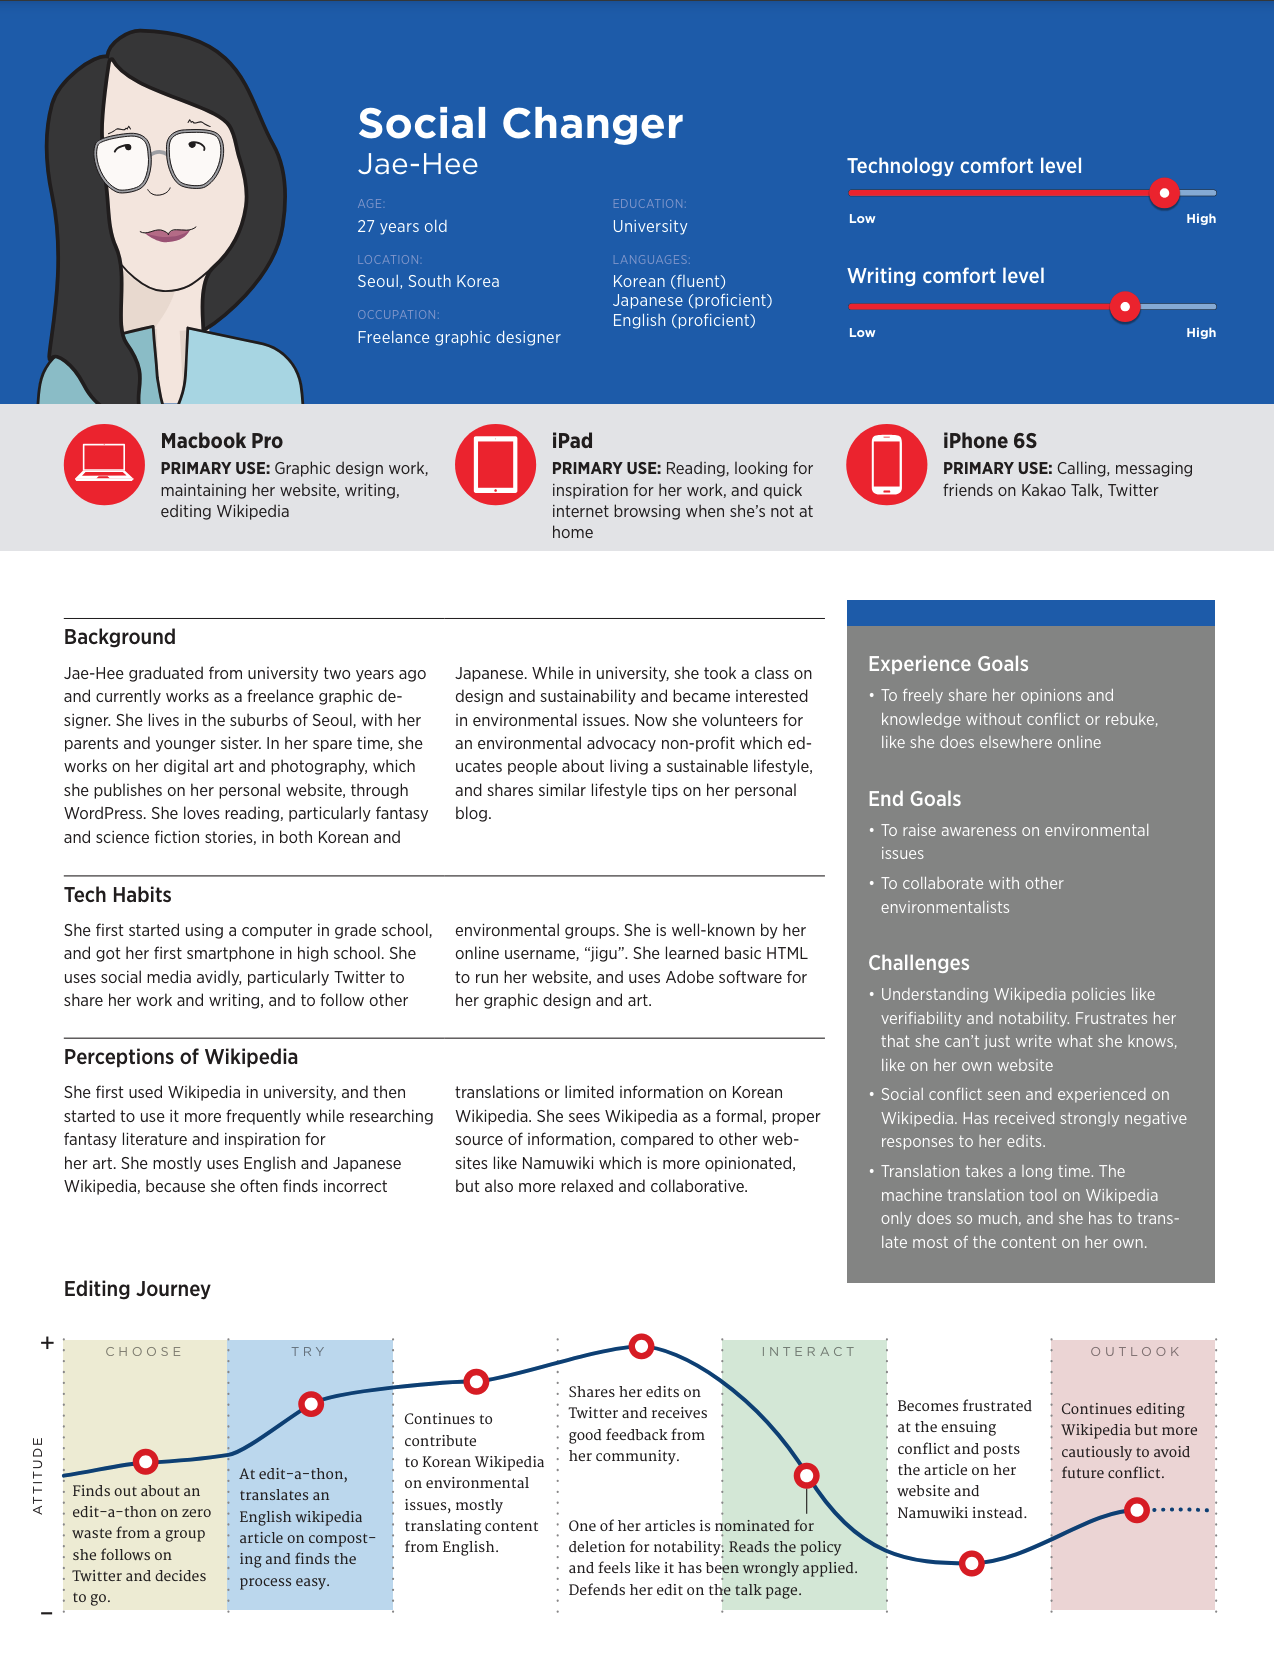 Social Changer
Jae-Hee
AGE:
27 years old
LOCATION:
Seoul, South Korea
OCCUPATION:
Freelance graphic designer
EDUCATION:
University
LANGUAGES:
Korean (fluent)
Japanese (proficient)
English (proficient)
Technology comfort level
Low High
Writing comfort level
Low High
Macbook Pro
PRIMARY USE: Graphic design work,
maintaining her website, writing,
editing Wikipedia
iPad
PRIMARY USE: Reading, looking for
inspiration for her work, and quick
internet browsing when she's not at
home
iPhone 6S
PRIMARY USE: Calling, messaging
friends on Kakao Talk, Twitter
Background
Jae-Hee graduated from university two years ago
and currently works as a freelance graphic de-
signer. She lives in the suburbs of Seoul, with her
parents and younger sister. In her spare time, she
works on her digital art and photography, which
she publishes on her personal website, through
WordPress. She loves reading, particularly fantasy
and science fiction stories, in both Korean and
Japanese. While in university, she took a class on
design and sustainability and became interested
in environmental issues. Now she volunteers for
an environmental advocacy non-profit which ed-
ucates people about living a sustainable lifestyle,
and shares similar lifestyle tips on her personal
blog.
Tech Habits
She first started using a computer in grade school,
and got her first smartphone in high school. She
uses social media avidly, particularly Twitter to
share her work and writing, and to follow other
environmental groups. She is well-known by her
online username, “jigu”. She learned basic HTML
to run her website, and uses Adobe software for
her graphic design and art.
Perceptions of Wikipedia
She first used Wikipedia in university, and then
started to use it more frequently while researching
fantasy literature and inspiration for
her art. She mostly uses English and Japanese
Wikipedia, because she often finds incorrect
translations or limited information on Korean
Wikipedia. She sees Wikipedia as a formal, proper
source of information, compared to other web-
sites like Namuwiki which is more opinionated,
but also more relaxed and collaborative.
Experience Goals
• To freely share her opinions and
knowledge without conflict or rebuke,
like she does elsewhere online
End Goals
• To raise awareness on environmental
issues
• To collaborate with other
environmentalists
Challenges
• Understanding Wikipedia policies like
verifiability and notability. Frustrates her
that she can't just write what she knows,
like on her own website
• Social conflict seen and experienced on
Wikipedia. Has received strongly negative
responses to her edits.
• Translation takes a long time. The
machine translation tool on Wikipedia
only does so much, and she has to trans-
late most of the content on her own.
Editing Journey
+
ATTITUDE
–
CHOOSE
Finds out about an
edit-a-thon on zero
waste from a group
she follows on
Twitter and decides
to go.
TRY
At edit-a-thon,
translates an
English wikipedia
article on compost-
ing and finds the
process easy.
Continues to
contribute
to Korean Wikipedia
on environmental
issues, mostly
translating content
from English.
Shares her edits on
Twitter and receives
good feedback from
her community.
INTERACT
One of her articles is nominated for
deletion for notability. Reads the policy
and feels like it has been wrongly applied.
Defends her edit on the talk page.
Becomes frustrated
at the ensuing
conflict and posts
the article on her
website and
Namuwiki instead.
OUTLOOK
Continues editing
Wikipedia but more
cautiously to avoid
future conflict.